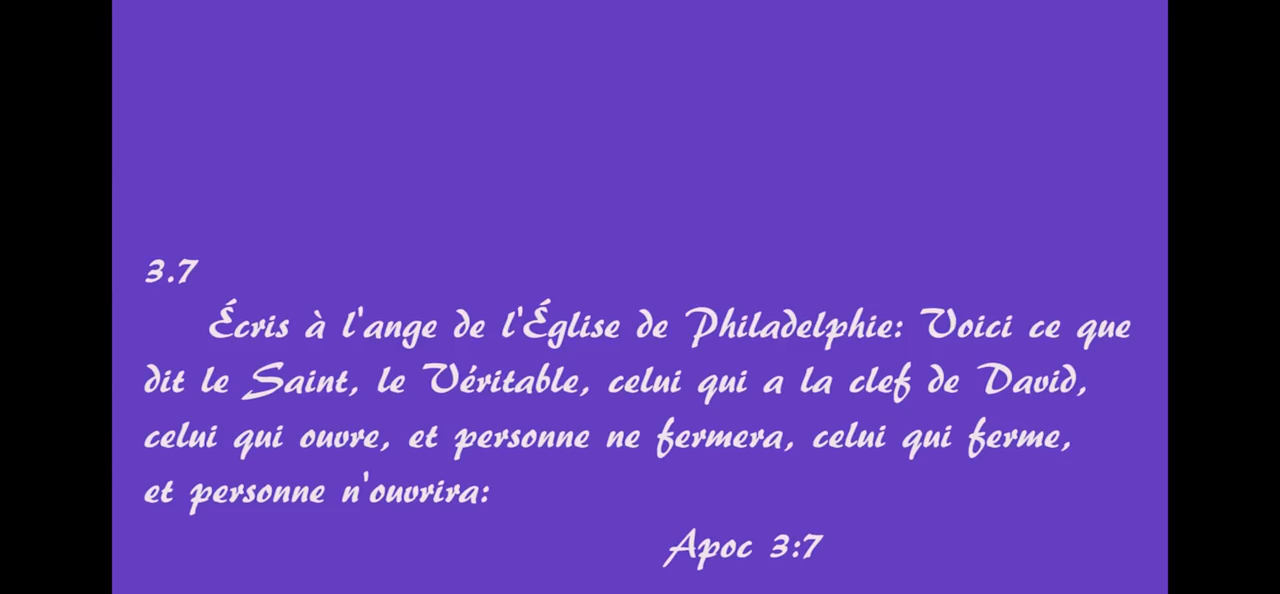 3.7
Écris à l'ange de l'Église de Philadelphie: Voici ce que
dit le Saint, le Véritable, celui qui a la clef de David,
celui qui ouvre, et personne ne fermera, celui qui ferme,
et personne n'ouvrira:
Apoc 3:7